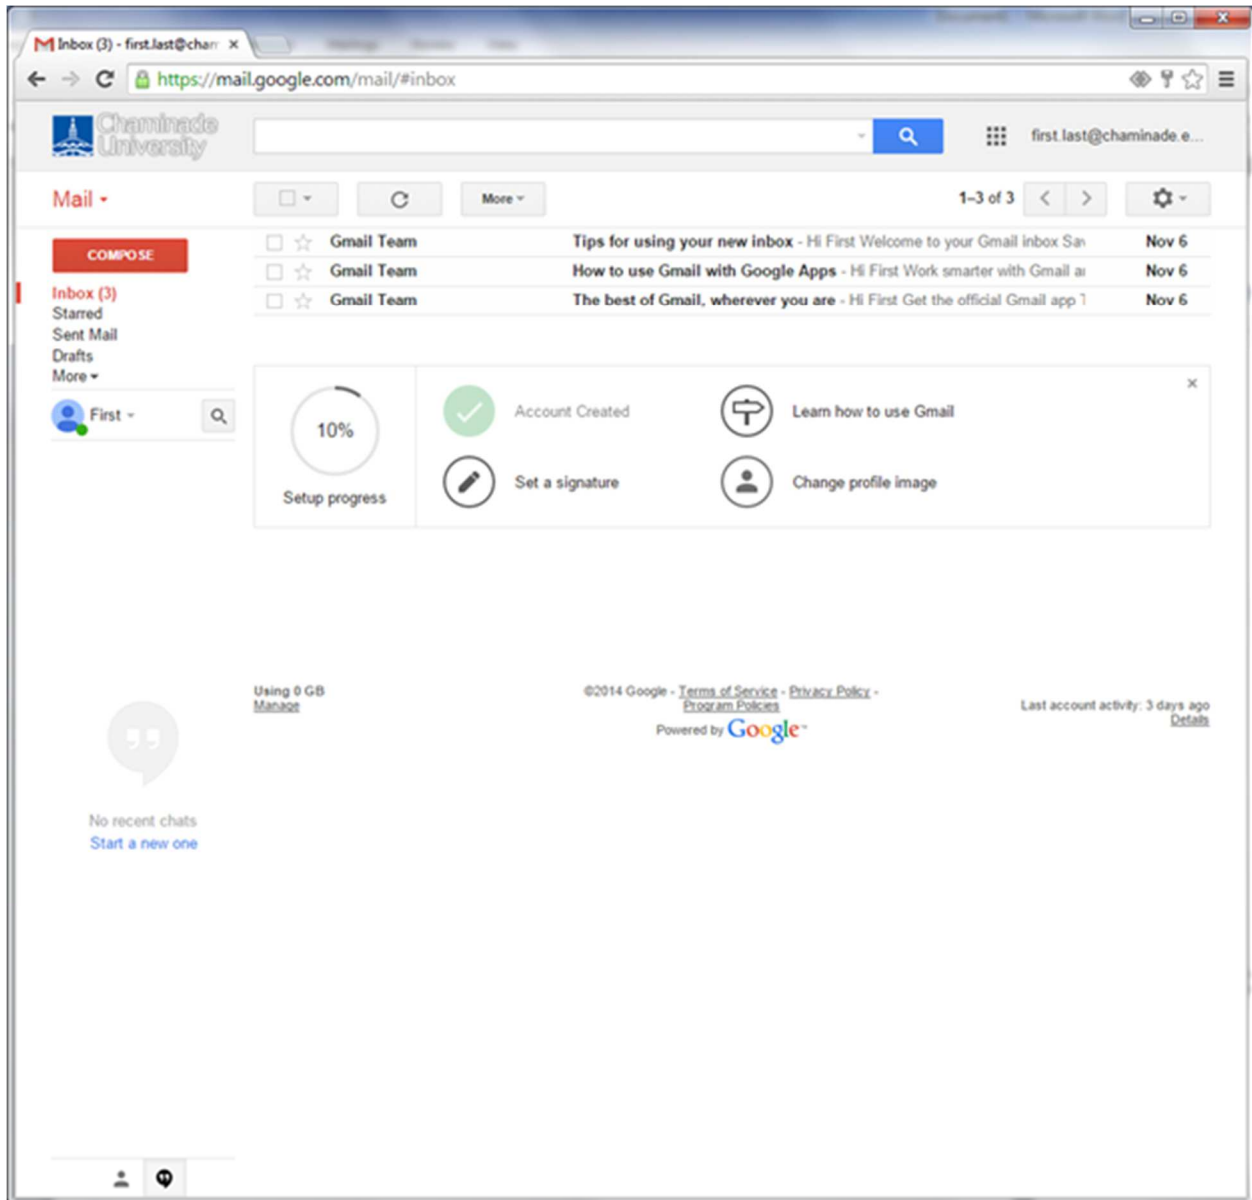 Inbox (3) - first.last@char
https://mail.google.com/mail/#inbox
Chaminade
University
first.last@chaminade.e...
Mail
More
1–3 of 3
COMPOSE
Inbox (3)
Starred
Sent Mail
Drafts
More
First
Gmail Team Tips for using your new inbox - Hi First Welcome to your Gmail inbox Sav Nov 6
Gmail Team How to use Gmail with Google Apps - Hi First Work smarter with Gmail a Nov 6
Gmail Team The best of Gmail, wherever you are - Hi First Get the official Gmail app T Nov 6
10%
Setup progress
Account Created
Learn how to use Gmail
Set a signature
Change profile image
Using 0 GB
Manage
©2014 Google - Terms of Service - Privacy Policy -
Program Policies
Powered by Google™
Last account activity: 3 days ago
Details
No recent chats
Start a new one